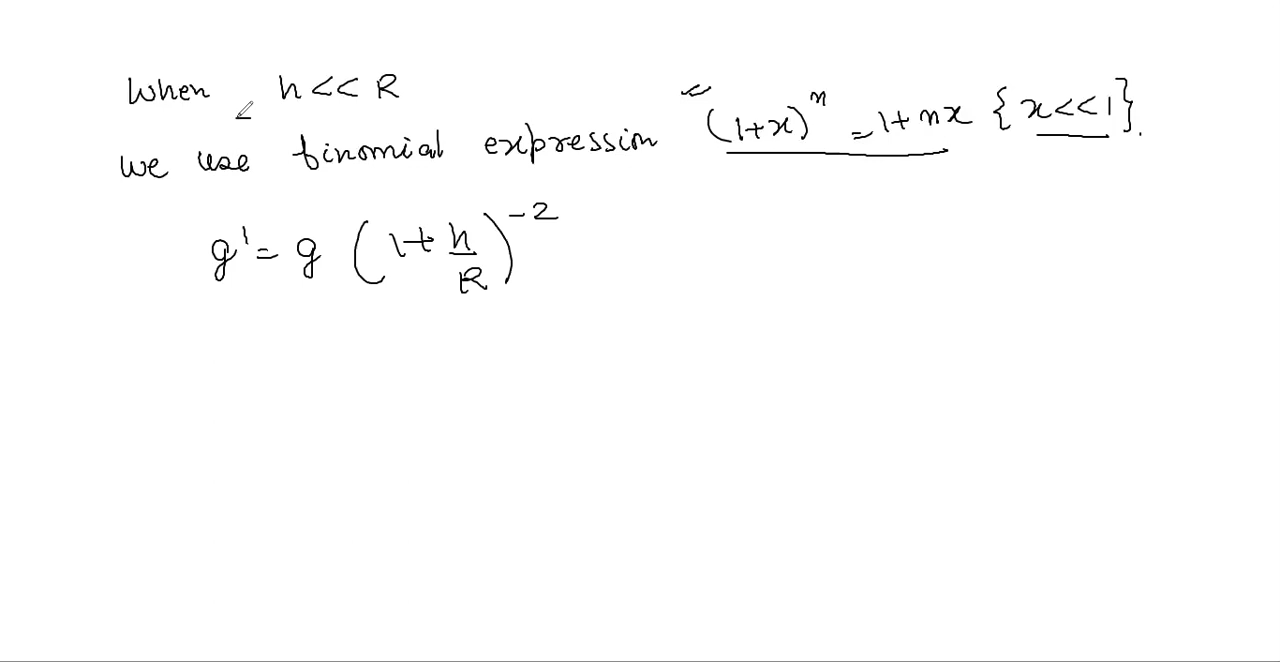 When h<<R
we use binomial expression (1+x)ⁿ = 1+nx {x<<1}.
g' = g (1+h/R)⁻²